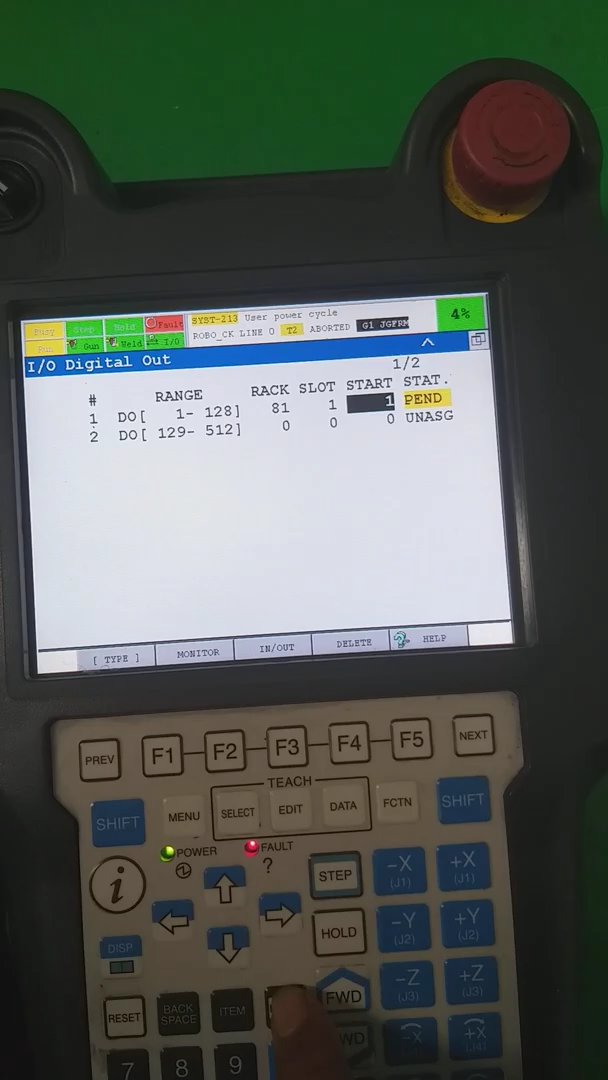 Busy Step Hold Fault SYST-213 User power cycle 4%
Run Gun Weld I/O ROBO_CK LINE 0 T2 ABORTED G1 JGFRM
I/O Digital Out
1/2
# RANGE RACK SLOT START STAT.
1 DO[ 1- 128] 81 1 1 PEND
2 DO[ 129- 512] 0 0 0 UNASG
[ TYPE ] MONITOR IN/OUT DELETE HELP
PREV F1 F2 F3 F4 F5 NEXT
TEACH
SHIFT MENU SELECT EDIT DATA FCTN SHIFT
POWER FAULT
i ? STEP -X (J1) +X (J1)
DISP HOLD -Y (J2) +Y (J2)
RESET BACK SPACE ITEM FWD -Z (J3) +Z (J3)
7 8 9 WD +X (J4)